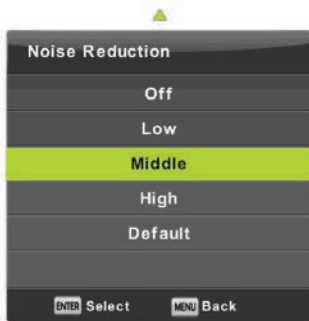 Noise Reduction
Off
Low
Middle
High
Default
ENTER Select MENU Back